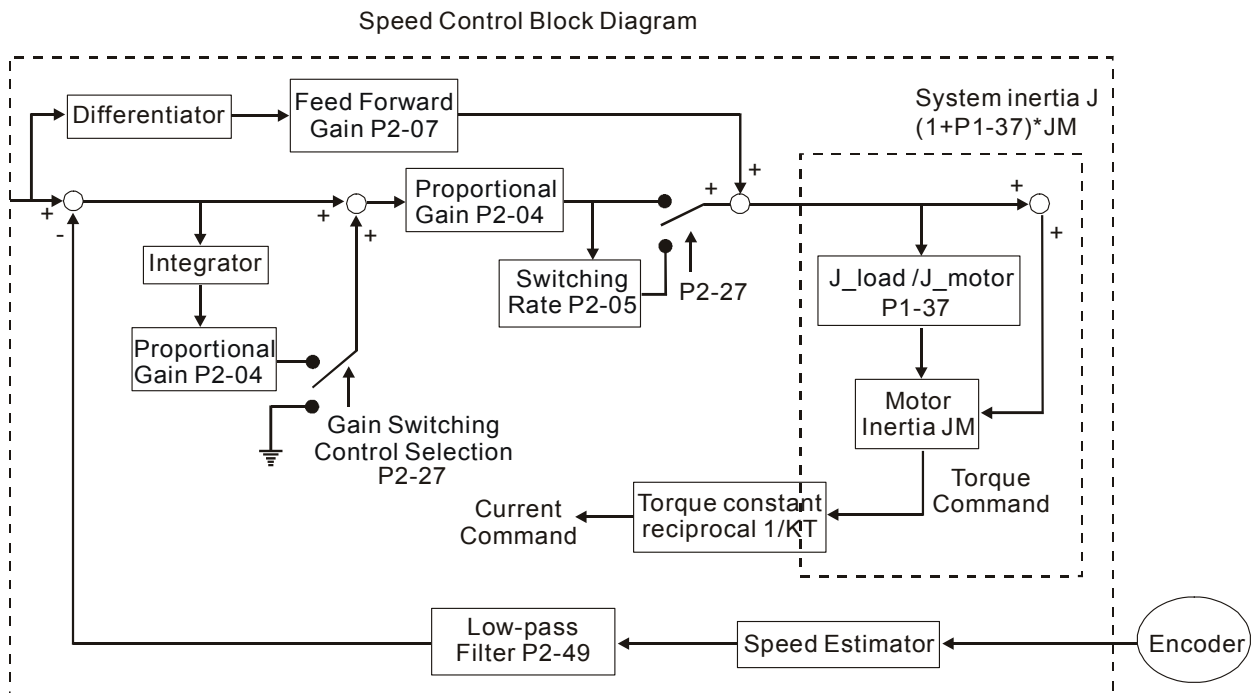 Speed Control Block Diagram
Differentiator
Feed Forward
Gain P2-07
System inertia J
(1+P1-37)*JM
+
+
-
+
+
Proportional
Gain P2-04
+
+
+
+
Integrator
Proportional
Gain P2-04
Gain Switching
Control Selection
P2-27
Switching
Rate P2-05
P2-27
J_load /J_motor
P1-37
Motor
Inertia JM
Torque
Command
Torque constant
reciprocal 1/KT
Current
Command
Low-pass
Filter P2-49
Speed Estimator
Encoder